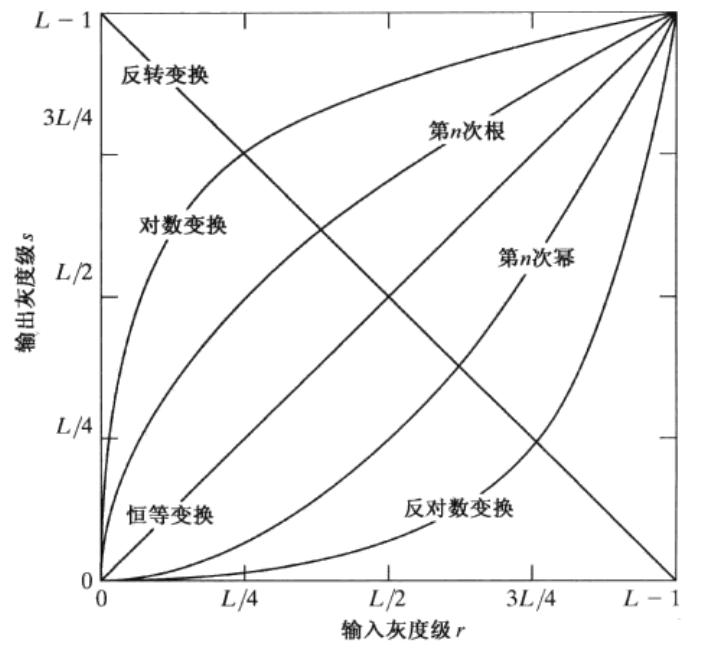 L − 1
反转变换
3L/4
第n次根
对数变换
第n次幂
L/2
输出灰度级 s
L/4
恒等变换
反对数变换
0
0
L/4
L/2
3L/4
L − 1
输入灰度级 r